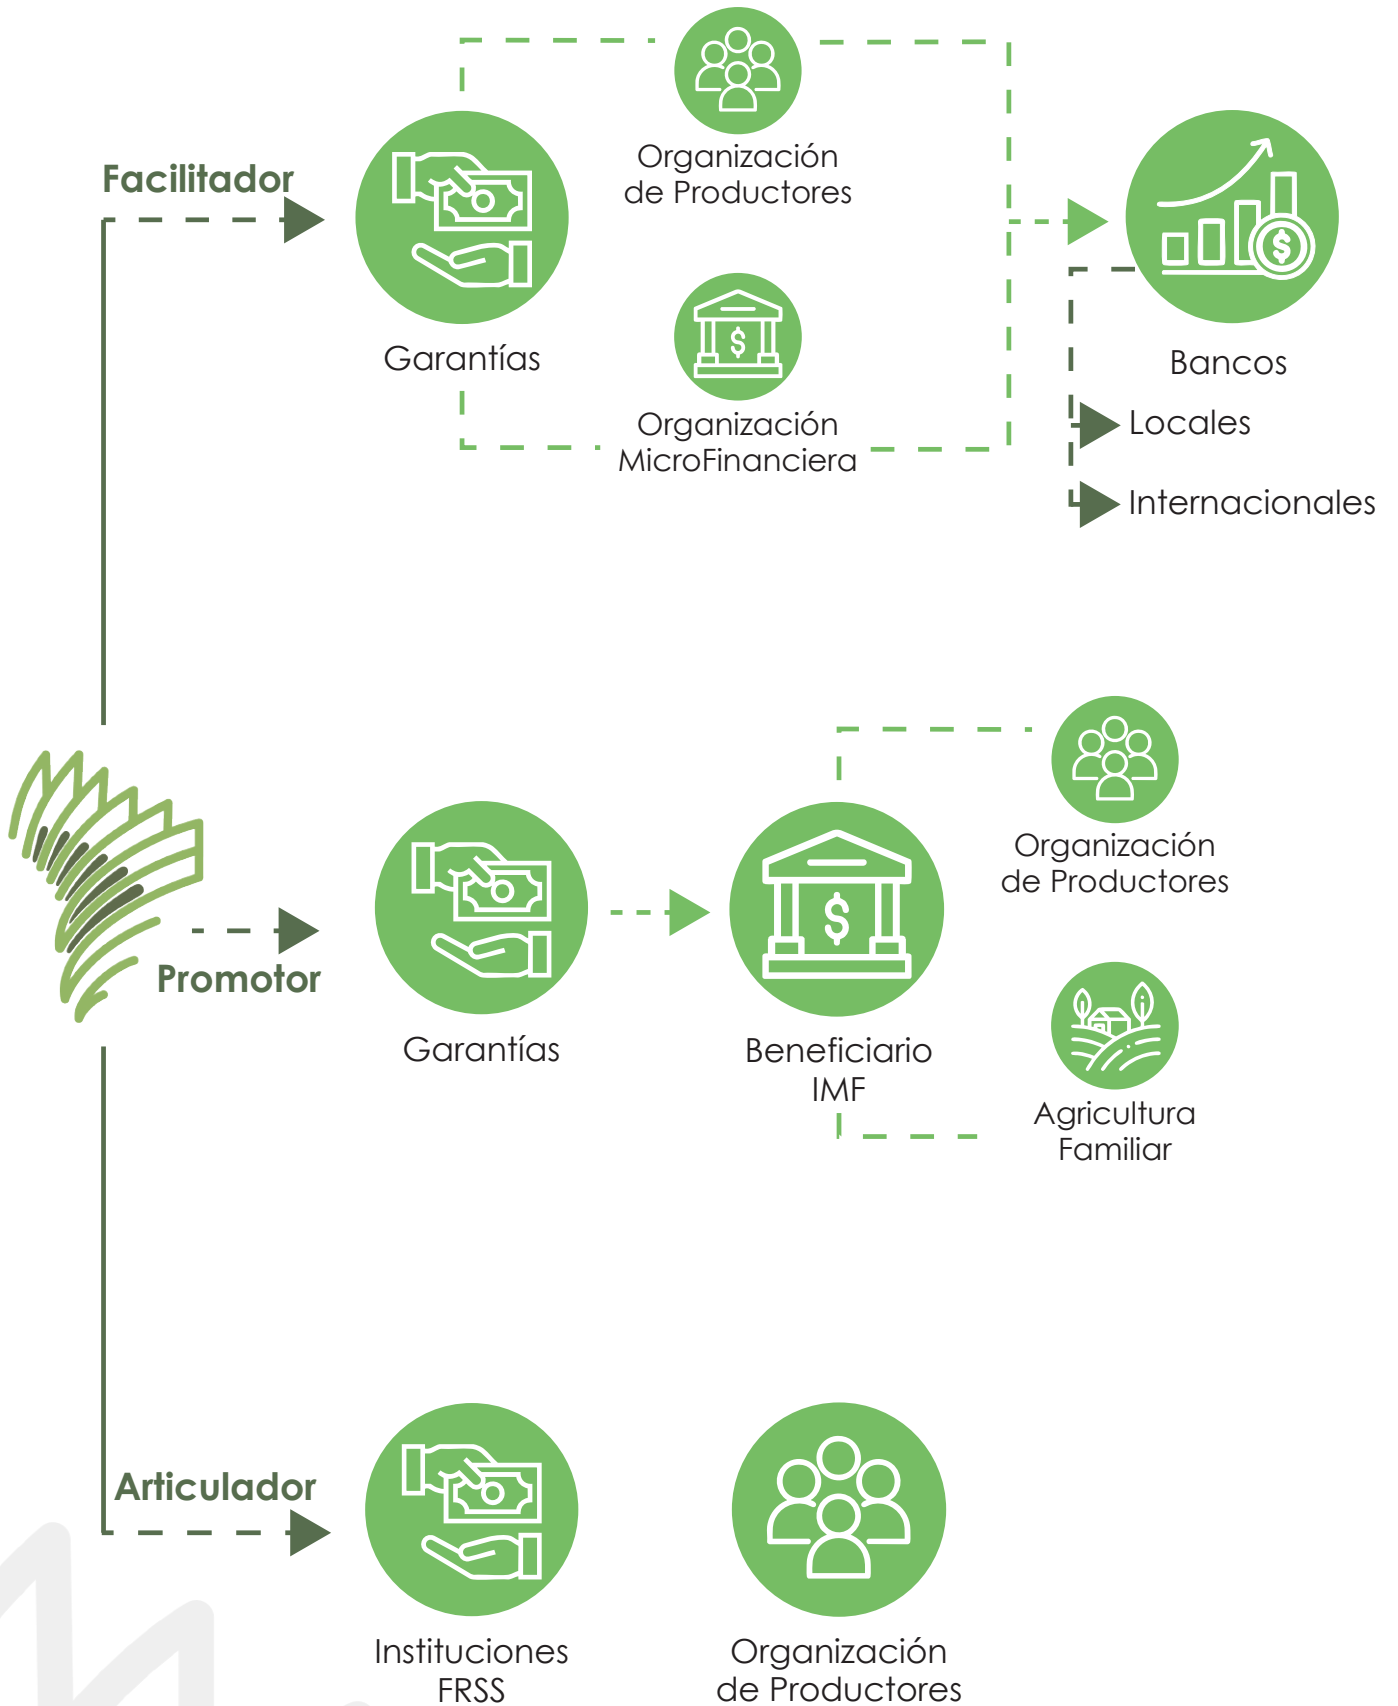 Facilitador
Garantías
Organización
de Productores
Organización
MicroFinanciera
Bancos
Locales
Internacionales
Promotor
Garantías
Beneficiario
IMF
Organización
de Productores
Agricultura
Familiar
Articulador
Instituciones
FRSS
Organización
de Productores